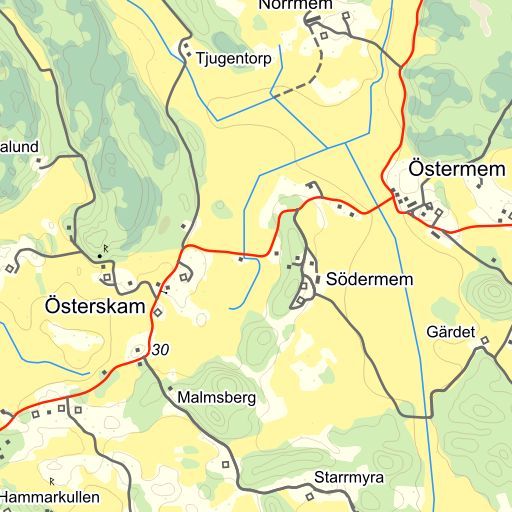 Norrmem
Tjugentorp
alund
Östermem
Södermem
Österskam
Gärdet
30
Malmsberg
Starrmyra
Hammarkullen